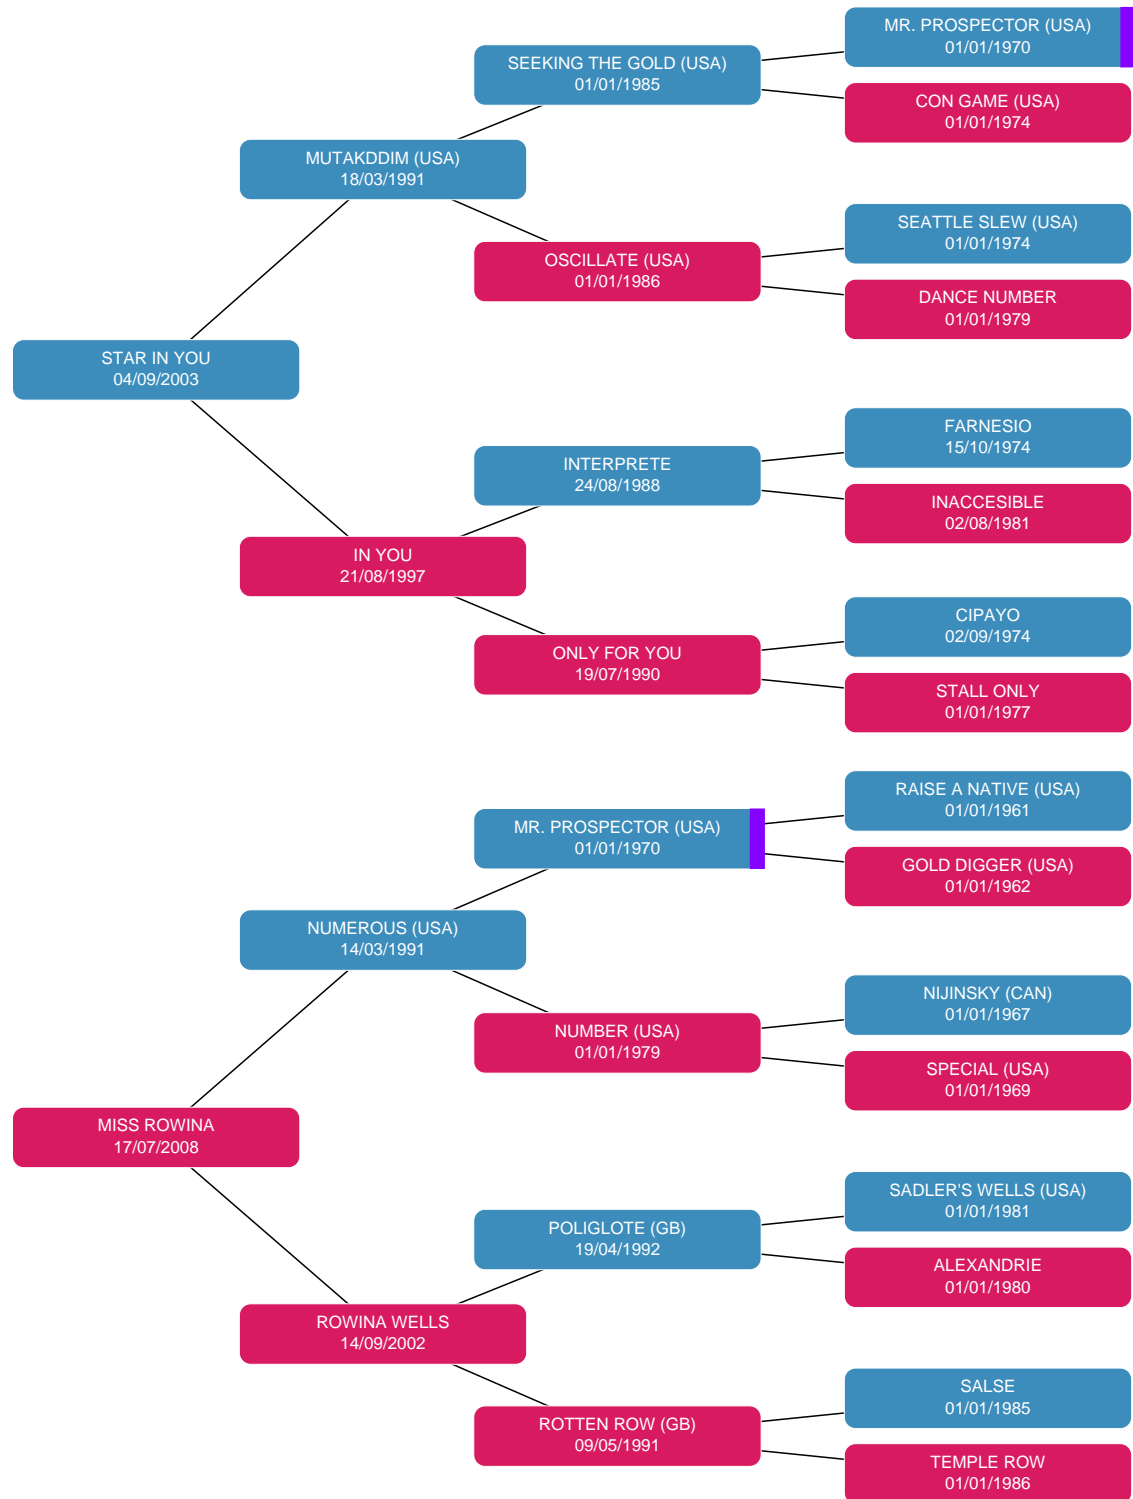 MR. PROSPECTOR (USA)
01/01/1970
SEEKING THE GOLD (USA)
01/01/1985
CON GAME (USA)
01/01/1974
MUTAKDDIM (USA)
18/03/1991
SEATTLE SLEW (USA)
01/01/1974
OSCILLATE (USA)
01/01/1986
DANCE NUMBER
01/01/1979
STAR IN YOU
04/09/2003
FARNESIO
15/10/1974
INTERPRETE
24/08/1988
INACCESIBLE
02/08/1981
IN YOU
21/08/1997
CIPAYO
02/09/1974
ONLY FOR YOU
19/07/1990
STALL ONLY
01/01/1977
RAISE A NATIVE (USA)
01/01/1961
MR. PROSPECTOR (USA)
01/01/1970
GOLD DIGGER (USA)
01/01/1962
NUMEROUS (USA)
14/03/1991
NIJINSKY (CAN)
01/01/1967
NUMBER (USA)
01/01/1979
SPECIAL (USA)
01/01/1969
MISS ROWINA
17/07/2008
SADLER'S WELLS (USA)
01/01/1981
POLIGLOTE (GB)
19/04/1992
ALEXANDRIE
01/01/1980
ROWINA WELLS
14/09/2002
SALSE
01/01/1985
ROTTEN ROW (GB)
09/05/1991
TEMPLE ROW
01/01/1986